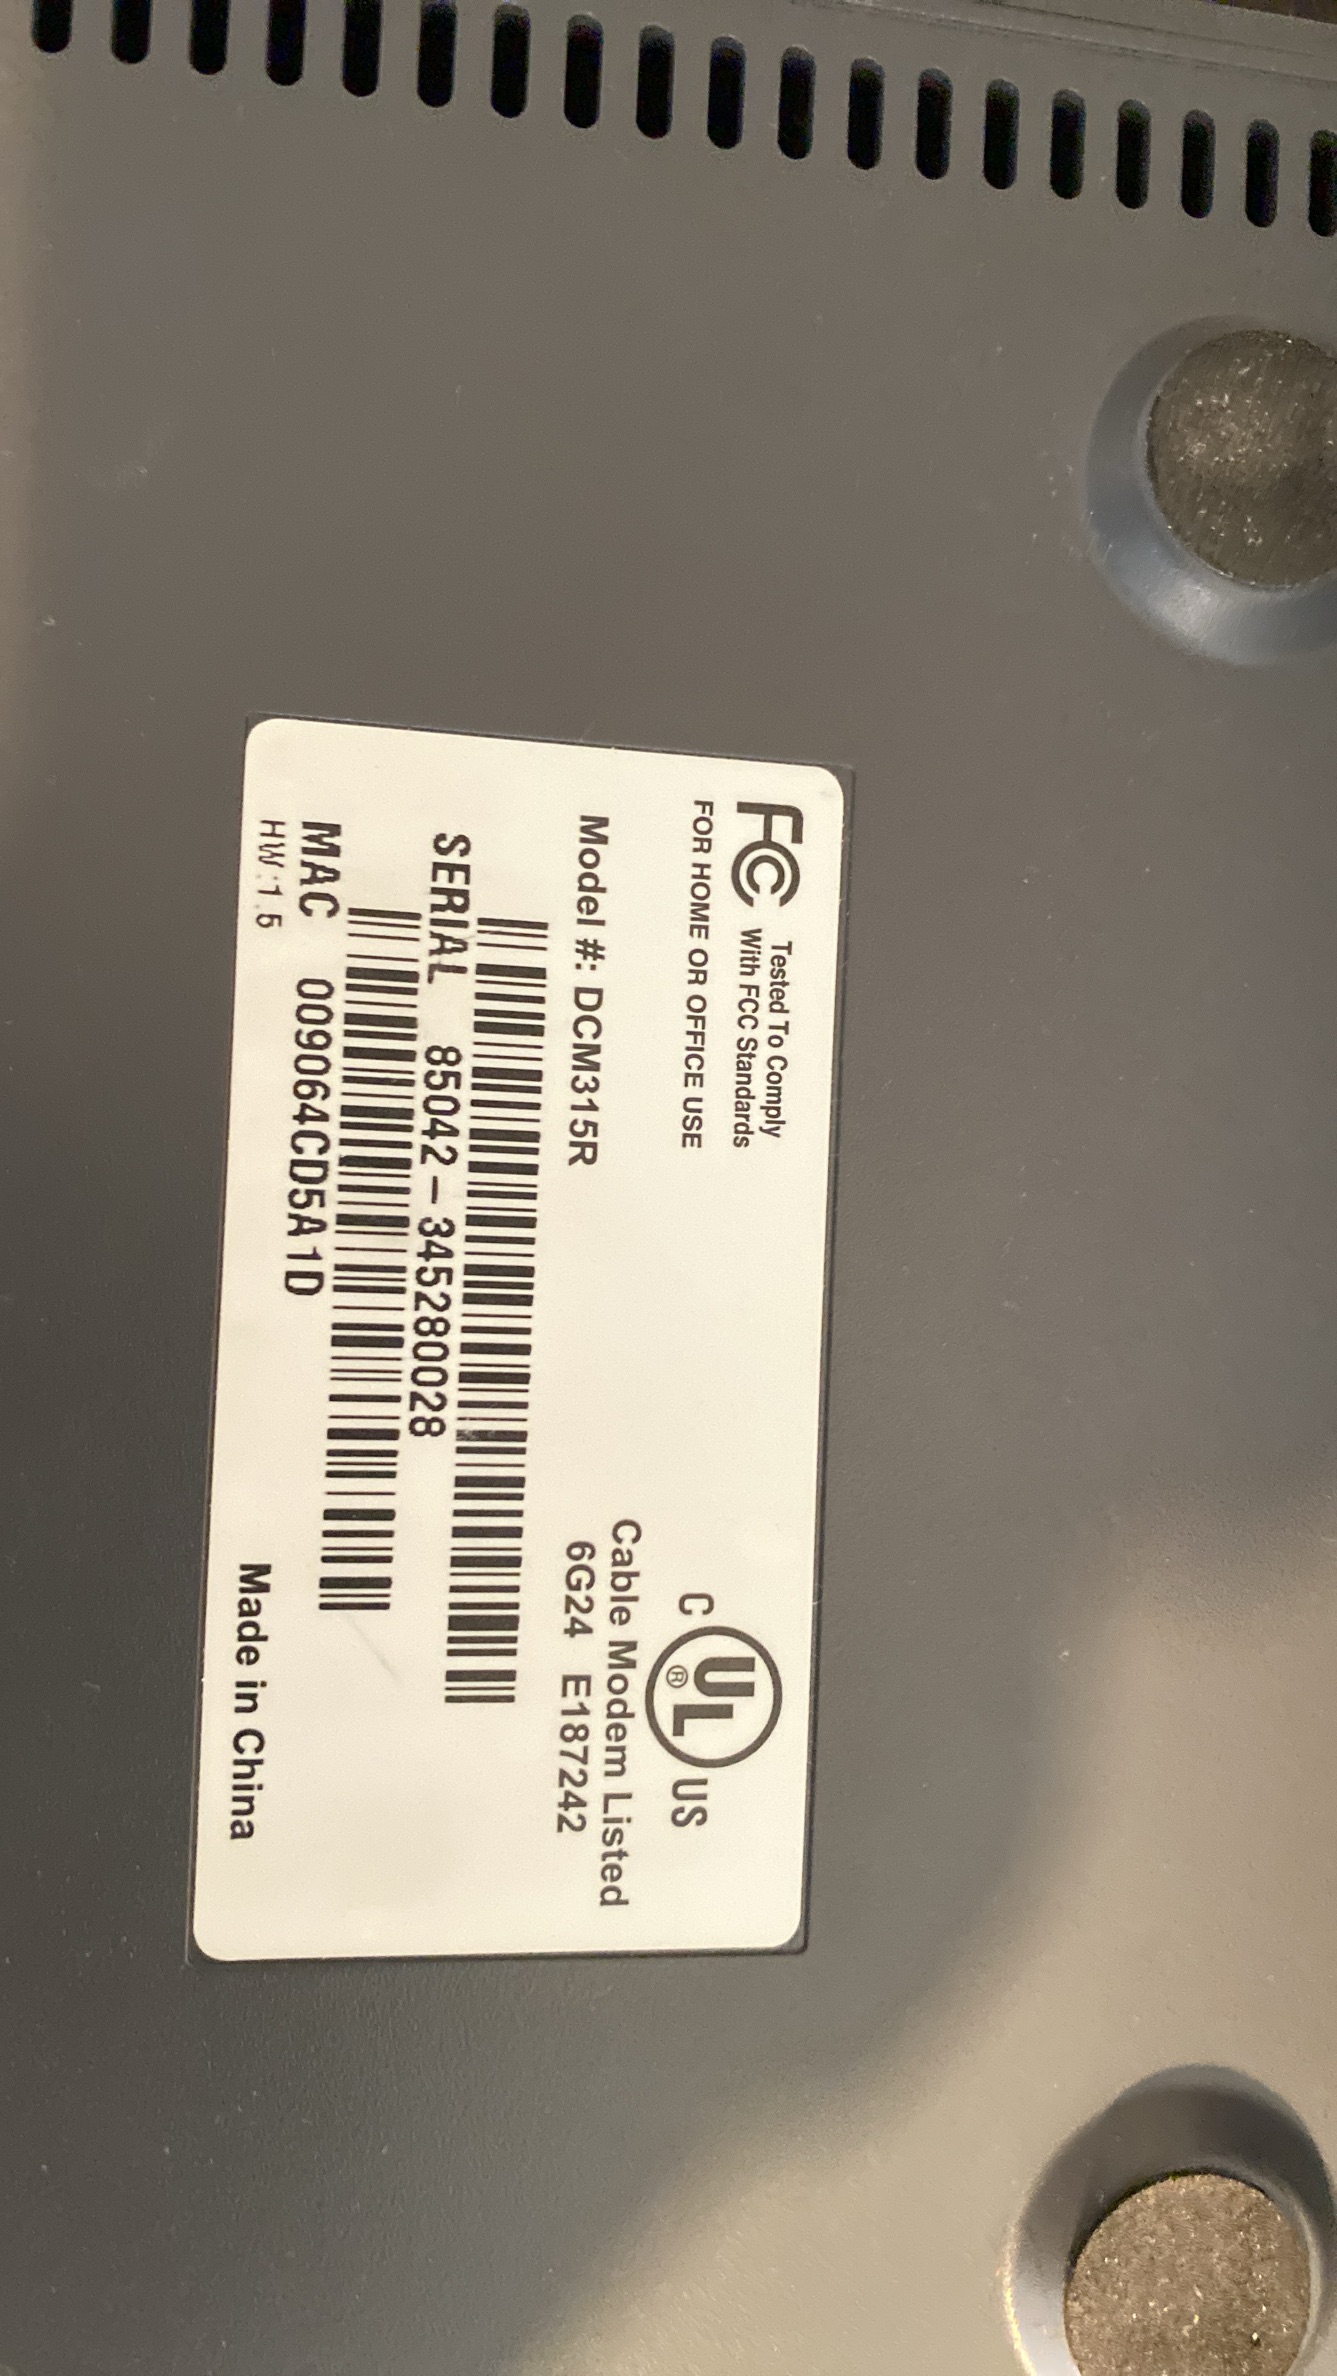 FC Tested To Comply
With FCC Standards
FOR HOME OR OFFICE USE
C UL ® US
Cable Modem Listed
Model #: DCM315R
6G24 E187242
SERIAL 85042-345280028
MAC 009064CD5A1D
HW:1.5
Made in China